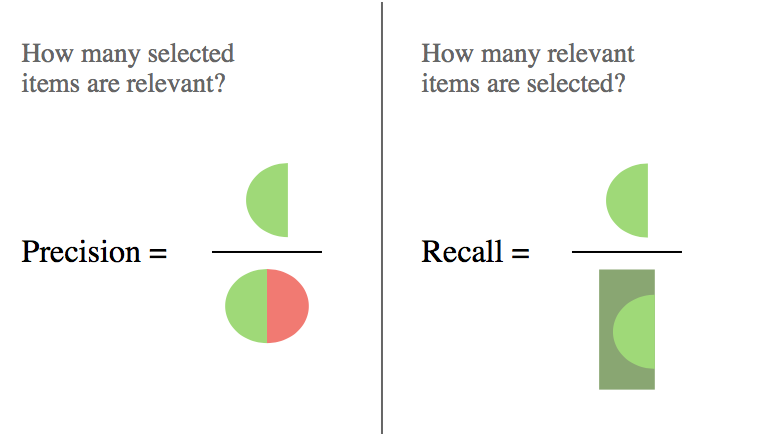 How many selected
items are relevant?
Precision =
How many relevant
items are selected?
Recall =